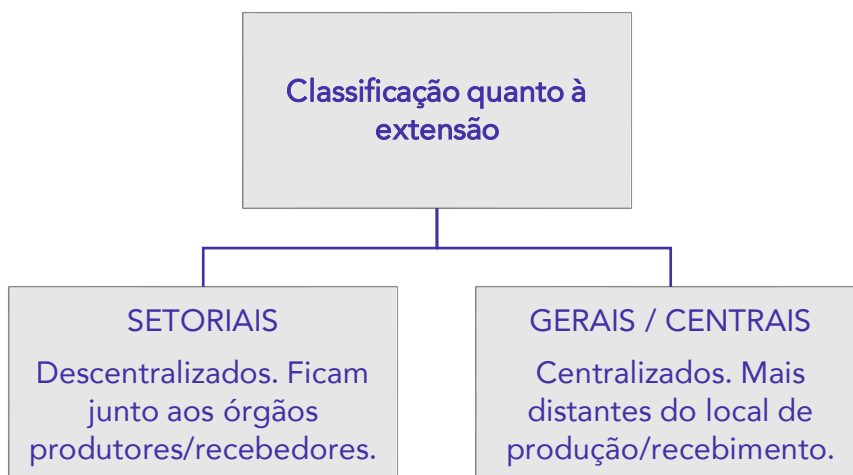 Classificação quanto à
extensão
SETORIAIS
Descentralizados. Ficam
junto aos órgãos
produtores/recebedores.
GERAIS / CENTRAIS
Centralizados. Mais
distantes do local de
produção/recebimento.